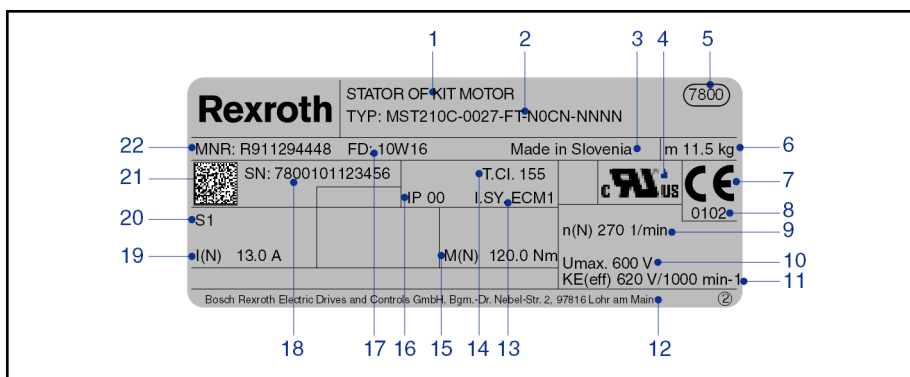 1 2 3 4 5
Rexroth
STATOR OF KIT MOTOR
TYP: MST210C-0027-FT-N0CN-NNNN
7800
22 MNR: R911294448 FD: 10W16 Made in Slovenia m 11.5 kg 6
21 SN: 7800101123456 T.CI. 155 c RU US CE 7
IP 00 I.SY. ECM1
0102 8
20 S1
n(N) 270 1/min 9
19 I(N) 13.0 A M(N) 120.0 Nm
Umax. 600 V 10
KE(eff) 620 V/1000 min-1 11
Bosch Rexroth Electric Drives and Controls GmbH, Bgm.-Dr. Nebel-Str. 2, 97816 Lohr am Main ②
18 17 16 15 14 13 12